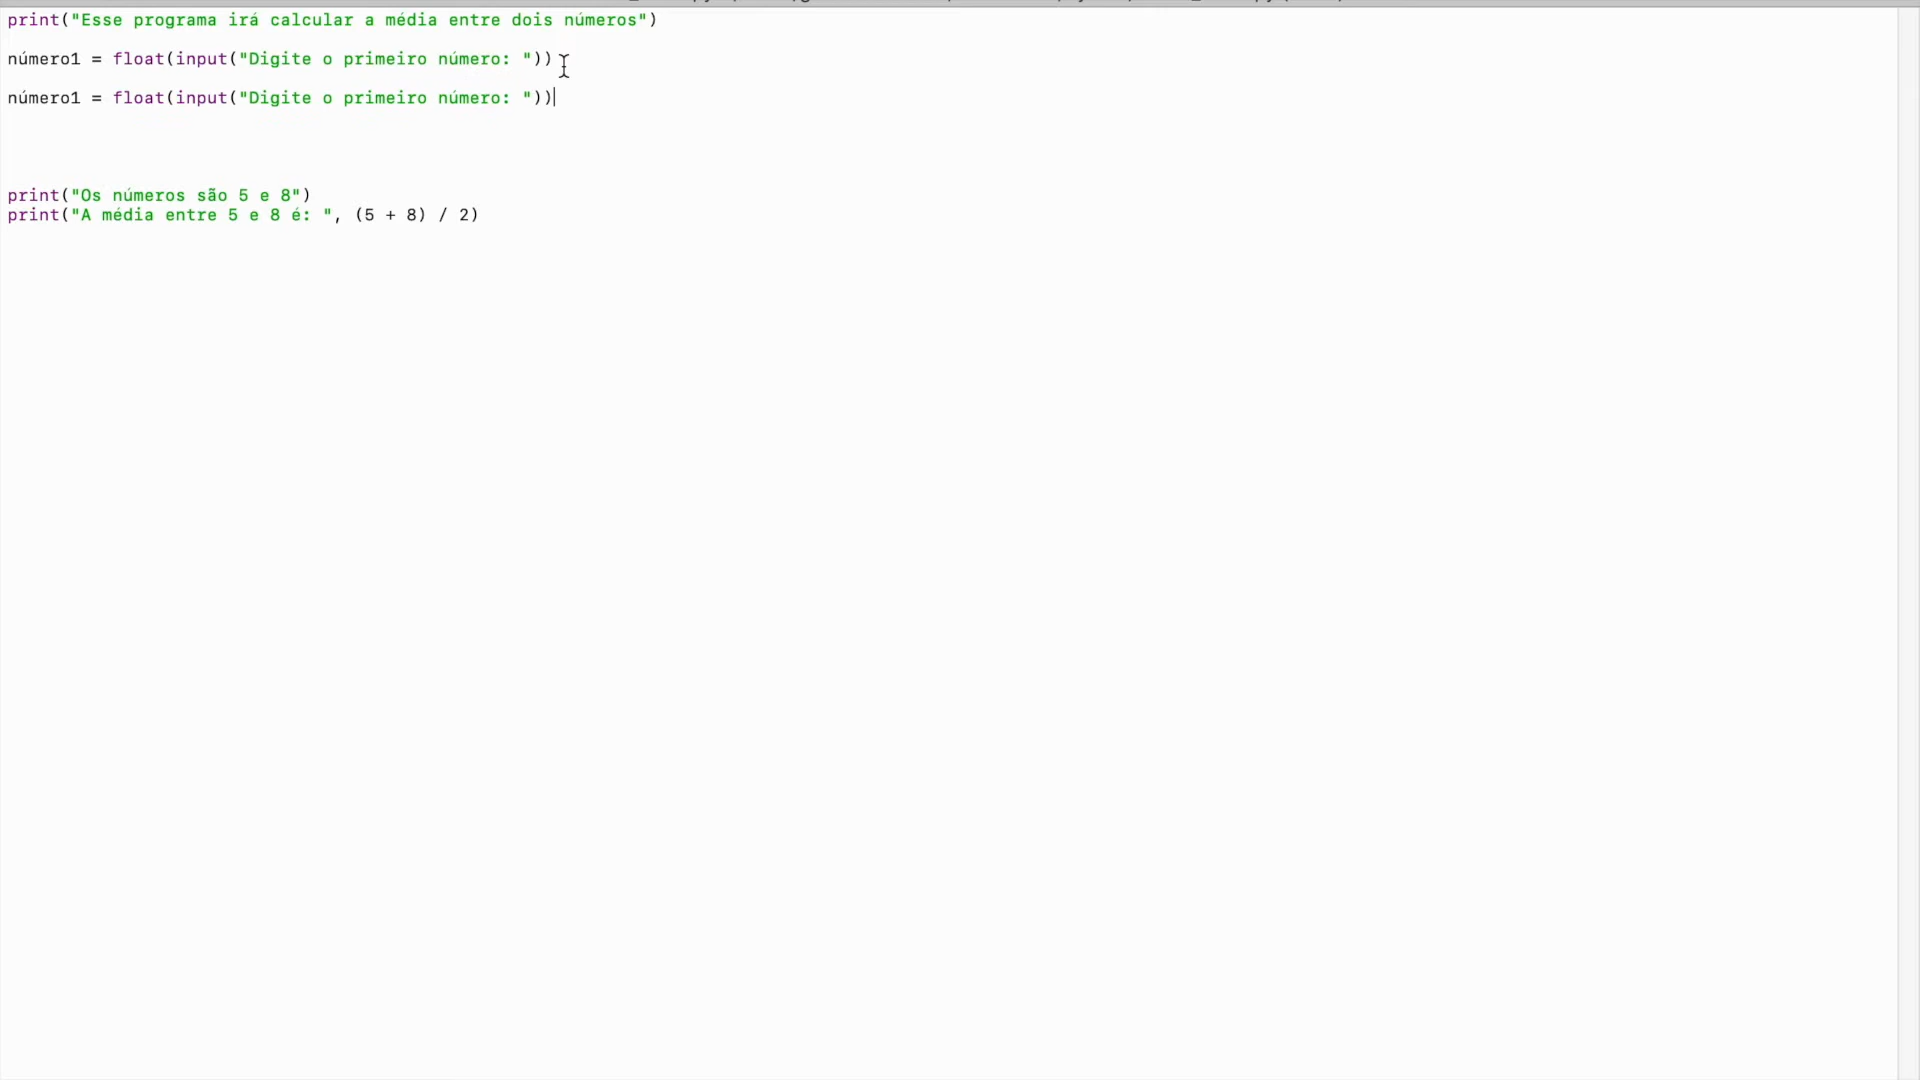 print("Esse programa irá calcular a média entre dois números")
número1 = float(input("Digite o primeiro número: "))
número1 = float(input("Digite o primeiro número: "))
print("Os números são 5 e 8")
print("A média entre 5 e 8 é: ", (5 + 8) / 2)